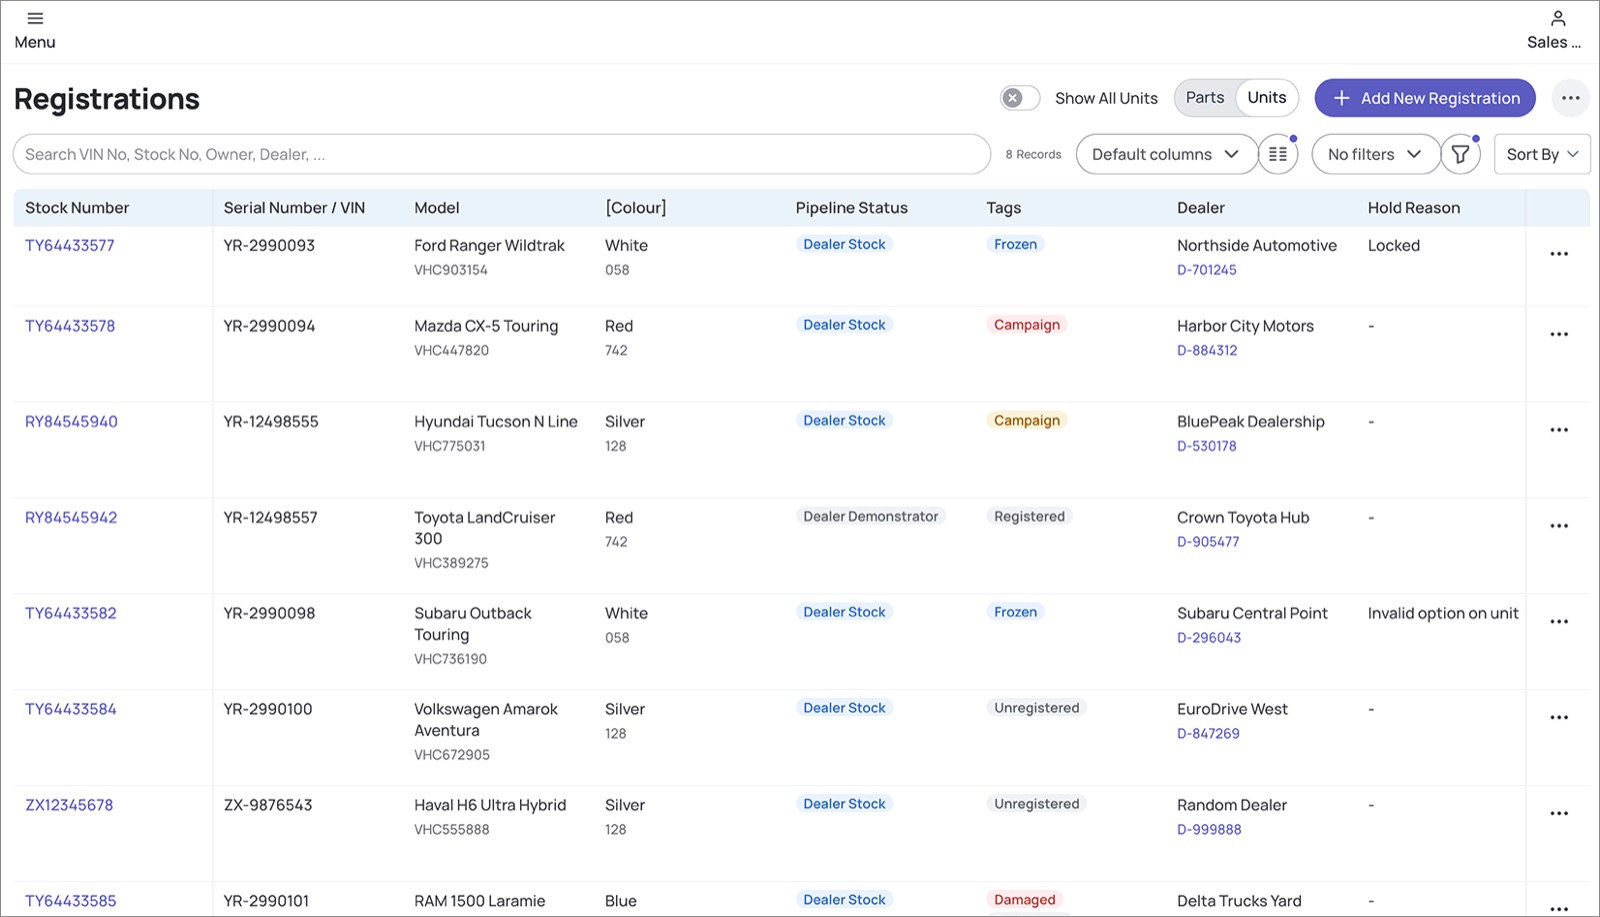 Menu
Sales ...
Registrations
Show All Units
Parts
Units
+ Add New Registration
Search VIN No, Stock No, Owner, Dealer, ...
8 Records
Default columns
No filters
Sort By
Stock Number Serial Number / VIN Model [Colour] Pipeline Status Tags Dealer Hold Reason
TY64433577 YR-2990093 Ford Ranger Wildtrak White Dealer Stock Frozen Northside Automotive Locked
VHC903154 058 D-701245
TY64433578 YR-2990094 Mazda CX-5 Touring Red Dealer Stock Campaign Harbor City Motors -
VHC447820 742 D-884312
RY84545940 YR-12498555 Hyundai Tucson N Line Silver Dealer Stock Campaign BluePeak Dealership -
VHC775031 128 D-530178
RY84545942 YR-12498557 Toyota LandCruiser Red Dealer Demonstrator Registered Crown Toyota Hub -
300 742 D-905477
VHC389275
TY64433582 YR-2990098 Subaru Outback White Dealer Stock Frozen Subaru Central Point Invalid option on unit
Touring 058 D-296043
VHC736190
TY64433584 YR-2990100 Volkswagen Amarok Silver Dealer Stock Unregistered EuroDrive West -
Aventura 128 D-847269
VHC672905
ZX12345678 ZX-9876543 Haval H6 Ultra Hybrid Silver Dealer Stock Unregistered Random Dealer -
VHC555888 128 D-999888
TY64433585 YR-2990101 RAM 1500 Laramie Blue Dealer Stock Damaged Delta Trucks Yard -